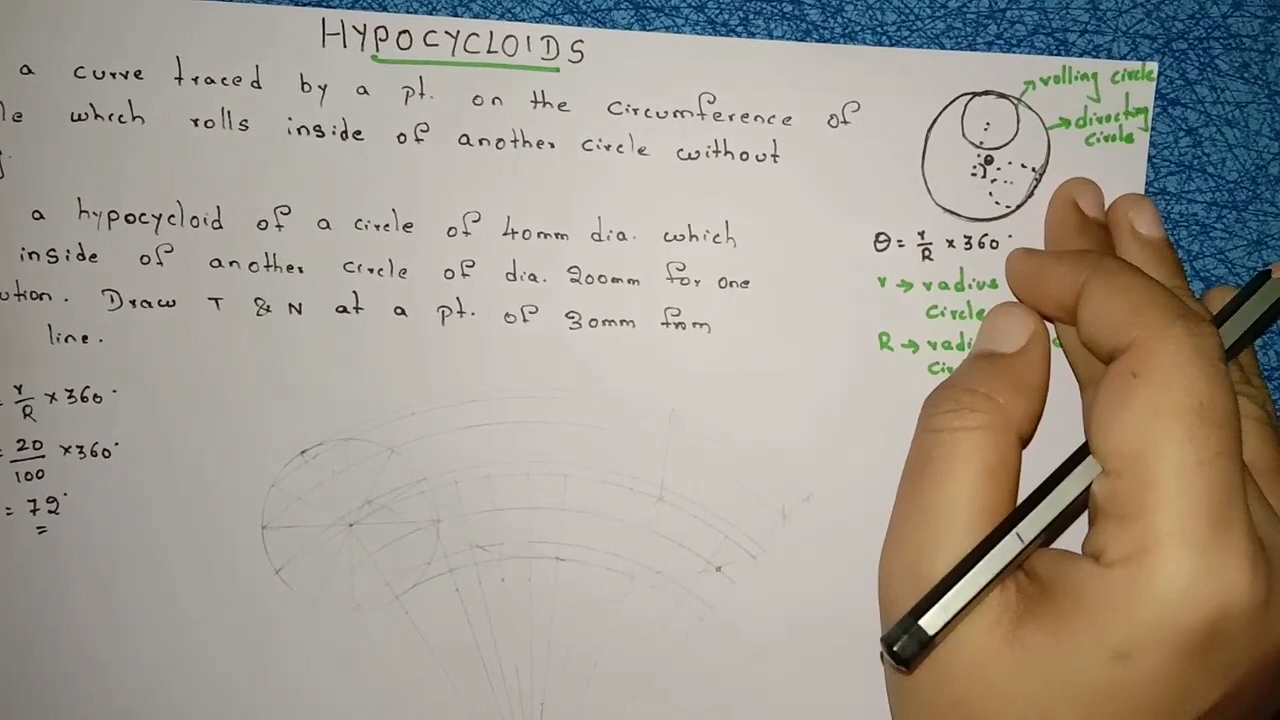 HYPOCYCLOIDS
a curve traced by a pt. on the circumference of
le which rolls inside of another circle without
a hypocycloid of a circle of 40mm dia. which
inside of another circle of dia. 200mm for one
ution. Draw T & N at a pt. of 30mm from
line.
= r/R × 360°
= 20/100 × 360°
= 72°
rolling circle
directing
circle
θ = r/R × 360°
r → radius
circle
R → radi
Cir